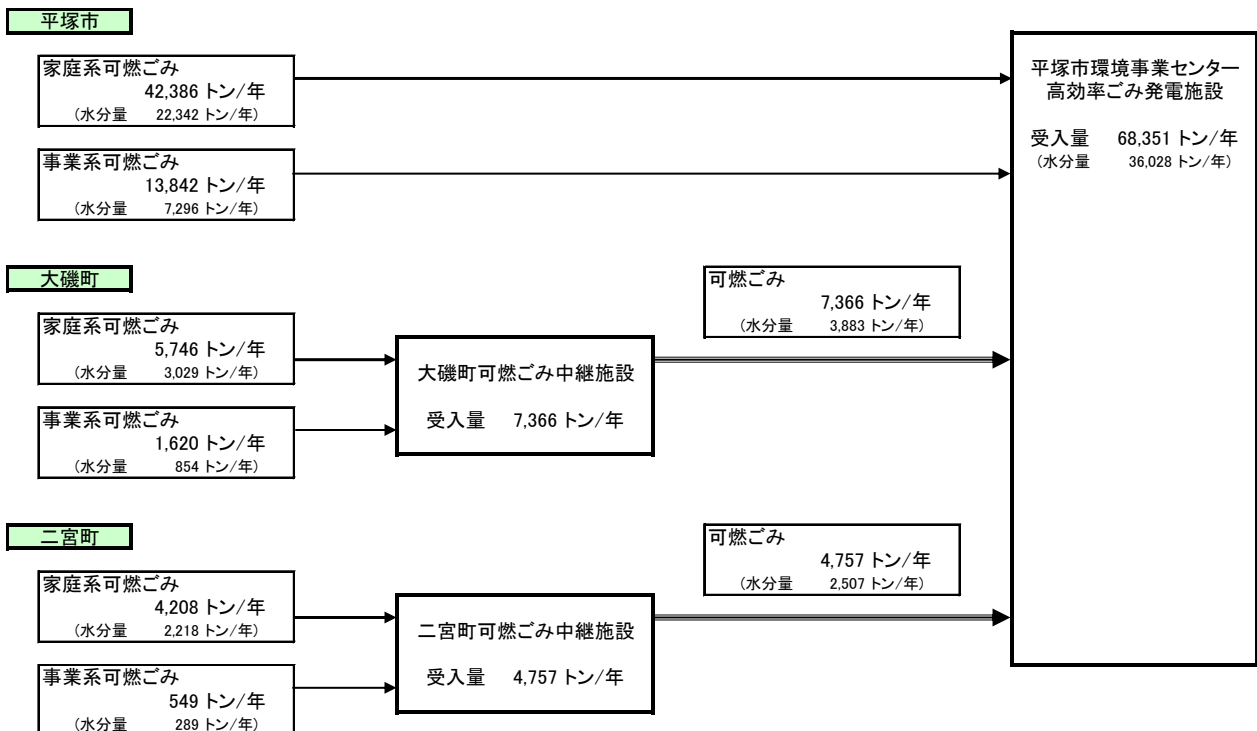 平塚市
家庭系可燃ごみ
42,386 トン/年
(水分量 22,342 トン/年)
事業系可燃ごみ
13,842 トン/年
(水分量 7,296 トン/年)
平塚市環境事業センター
高効率ごみ発電施設
受入量 68,351 トン/年
(水分量 36,028 トン/年)
大磯町
家庭系可燃ごみ
5,746 トン/年
(水分量 3,029 トン/年)
事業系可燃ごみ
1,620 トン/年
(水分量 854 トン/年)
大磯町可燃ごみ中継施設
受入量 7,366 トン/年
可燃ごみ
7,366 トン/年
(水分量 3,883 トン/年)
二宮町
家庭系可燃ごみ
4,208 トン/年
(水分量 2,218 トン/年)
事業系可燃ごみ
549 トン/年
(水分量 289 トン/年)
二宮町可燃ごみ中継施設
受入量 4,757 トン/年
可燃ごみ
4,757 トン/年
(水分量 2,507 トン/年)